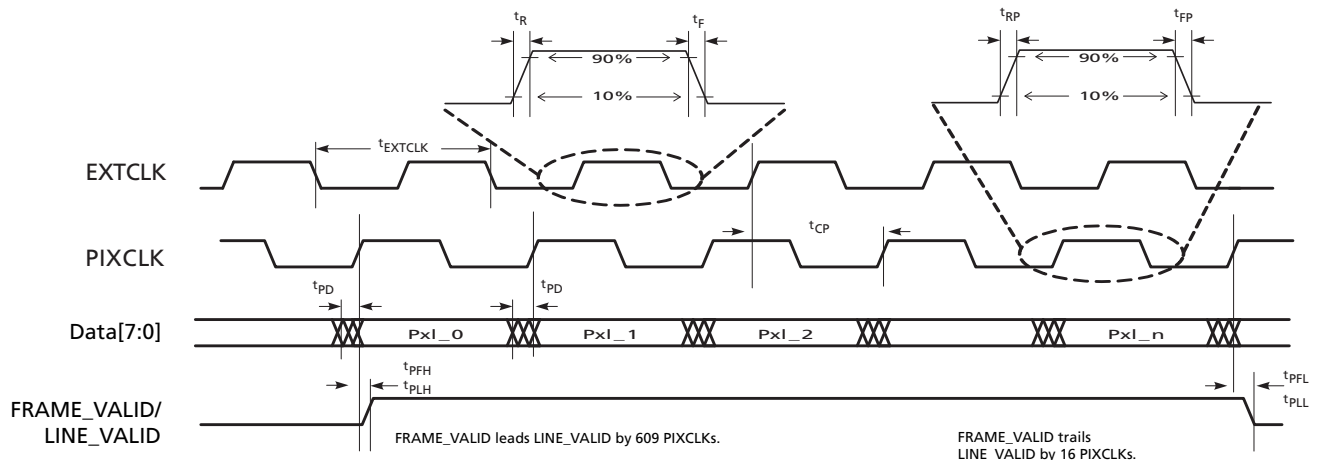 tR
tF
tRP
tFP
90%
90%
10%
10%
tEXTCLK
EXTCLK
tCP
PIXCLK
tPD
tPD
Data[7:0]
Pxl_0
Pxl_1
Pxl_2
Pxl_n
tPFH
tPLH
tPFL
tPLL
FRAME_VALID/
LINE_VALID
FRAME_VALID leads LINE_VALID by 609 PIXCLKs.
FRAME_VALID trails
LINE_VALID by 16 PIXCLKs.